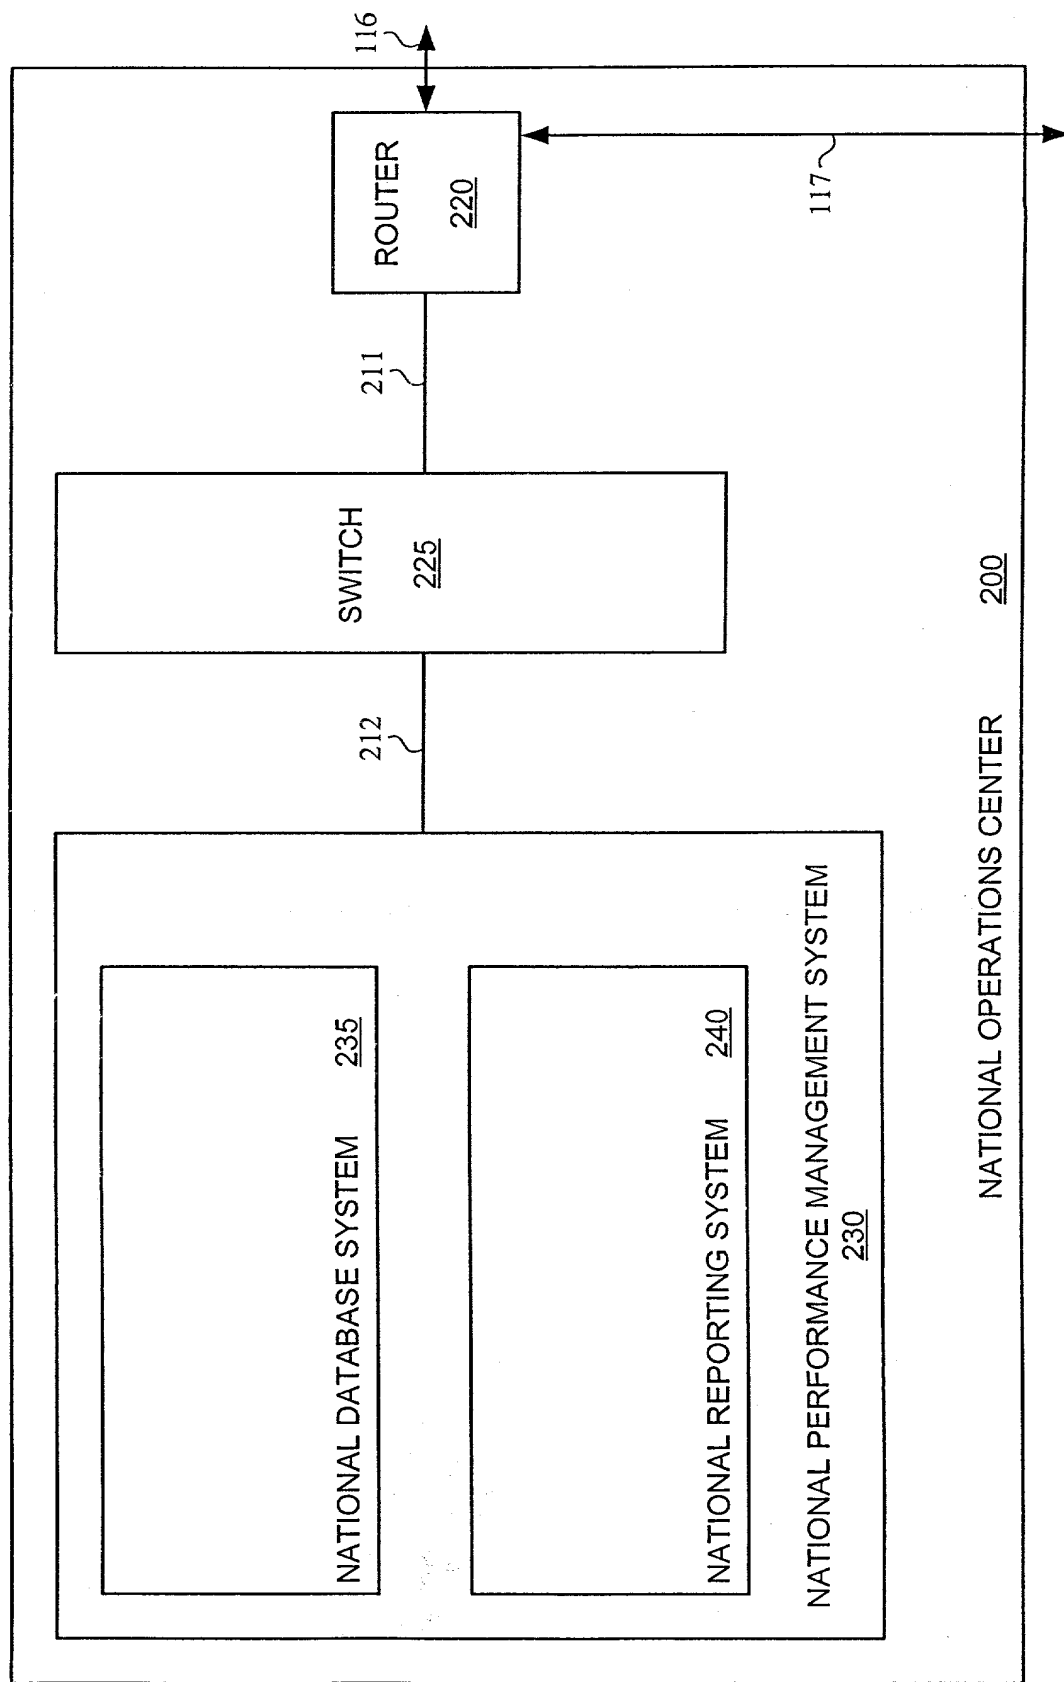 NATIONAL DATABASE SYSTEM 235
NATIONAL REPORTING SYSTEM 240
NATIONAL PERFORMANCE MANAGEMENT SYSTEM
230
212
SWITCH
225
211
ROUTER
220
116
117
NATIONAL OPERATIONS CENTER 200